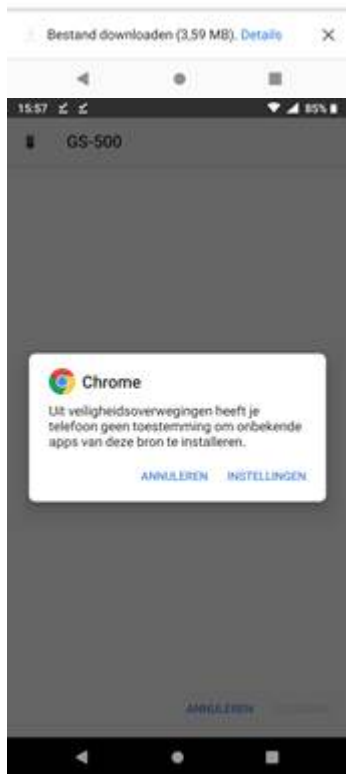 Bestand downloaden (3,59 MB). Details
15:57 85%
GS-500
Chrome
Uit veiligheidsoverwegingen heeft je
telefoon geen toestemming om onbekende
apps van deze bron te installeren.
ANNULEREN INSTELLINGEN
ANNULEREN